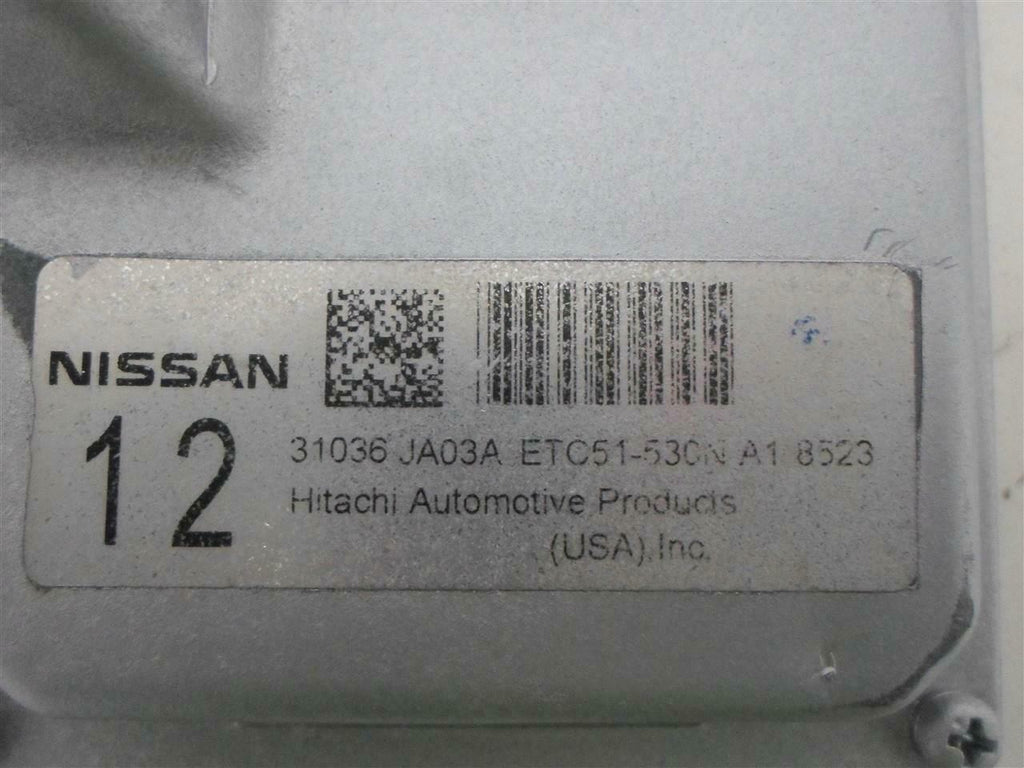 NISSAN
12
31036 JA03A ETC51-530N A1 8523
Hitachi Automotive Products
(USA),Inc.